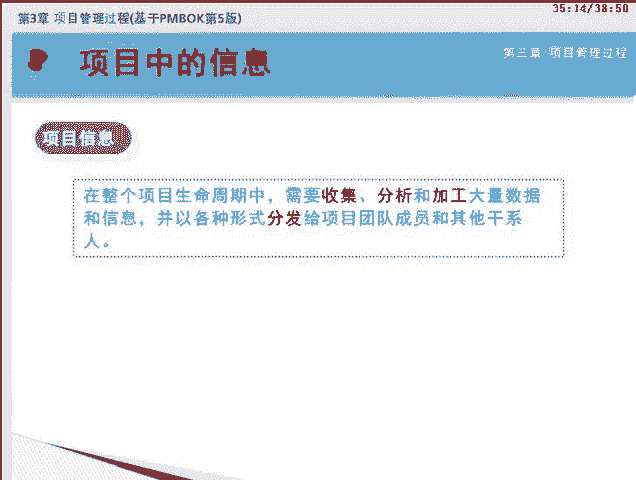 第3章 项目管理过程(基于PMBOK第5版)
35:14/38:50
项目中的信息
第三章 项目管理过程
项目信息
在整个项目生命周期中，需要收集、分析和加工大量数据
和信息，并以各种形式分发给项目团队成员和其他干系
人。